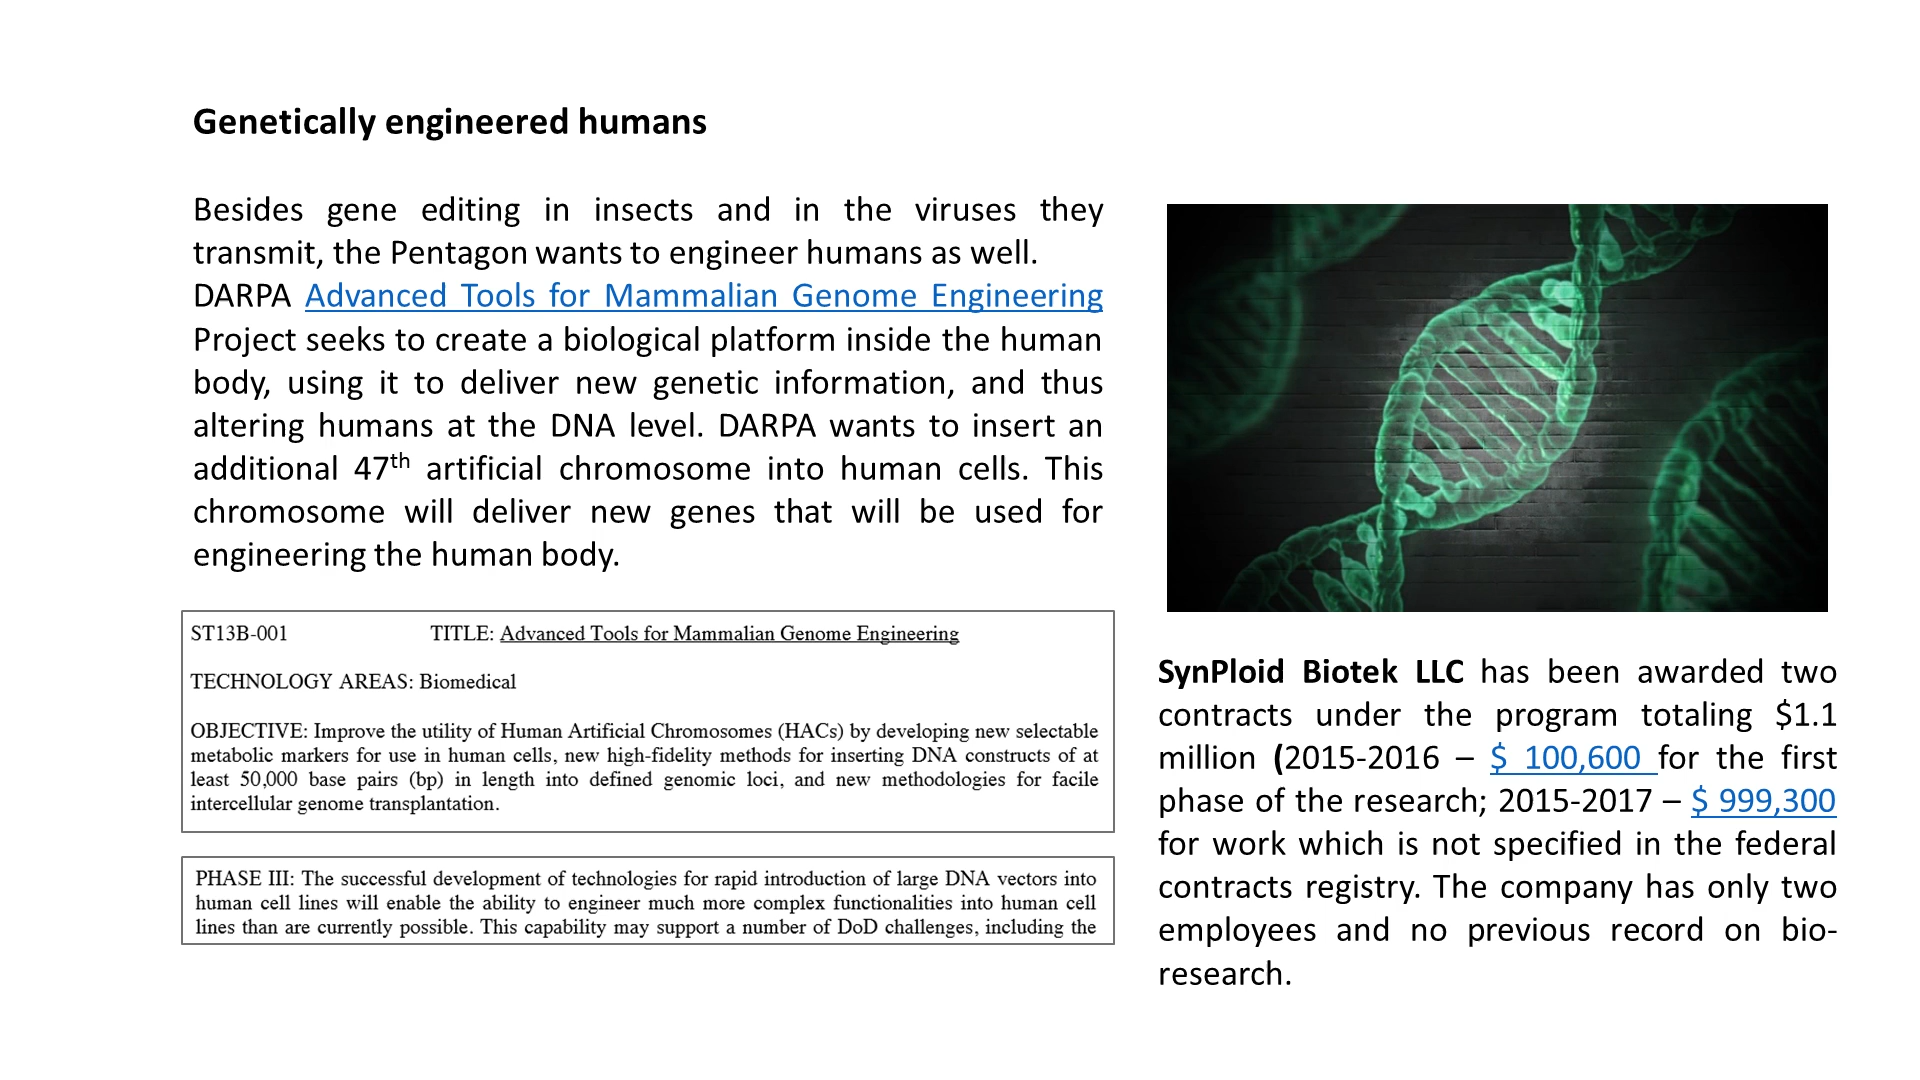 Genetically engineered humans
Besides gene editing in insects and in the viruses they
transmit, the Pentagon wants to engineer humans as well.
DARPA Advanced Tools for Mammalian Genome Engineering
Project seeks to create a biological platform inside the human
body, using it to deliver new genetic information, and thus
altering humans at the DNA level. DARPA wants to insert an
additional 47th artificial chromosome into human cells. This
chromosome will deliver new genes that will be used for
engineering the human body.
ST13B-001 TITLE: Advanced Tools for Mammalian Genome Engineering
TECHNOLOGY AREAS: Biomedical
OBJECTIVE: Improve the utility of Human Artificial Chromosomes (HACs) by developing new selectable
metabolic markers for use in human cells, new high-fidelity methods for inserting DNA constructs of at
least 50,000 base pairs (bp) in length into defined genomic loci, and new methodologies for facile
intercellular genome transplantation.
PHASE III: The successful development of technologies for rapid introduction of large DNA vectors into
human cell lines will enable the ability to engineer much more complex functionalities into human cell
lines than are currently possible. This capability may support a number of DoD challenges, including the
SynPloid Biotek LLC has been awarded two
contracts under the program totaling $1.1
million (2015-2016 – $ 100,600 for the first
phase of the research; 2015-2017 – $ 999,300
for work which is not specified in the federal
contracts registry. The company has only two
employees and no previous record on bio-
research.